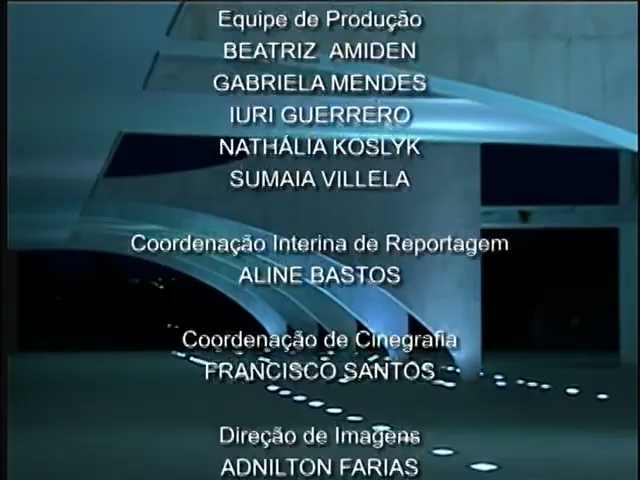 Equipe de Produção
BEATRIZ AMIDEN
GABRIELA MENDES
IURI GUERRERO
NATHÁLIA KOSLYK
SUMAIA VILLELA
Coordenação Interina de Reportagem
ALINE BASTOS
Coordenação de Cinegrafia
FRANCISCO SANTOS
Direção de Imagens
ADNILTON FARIAS